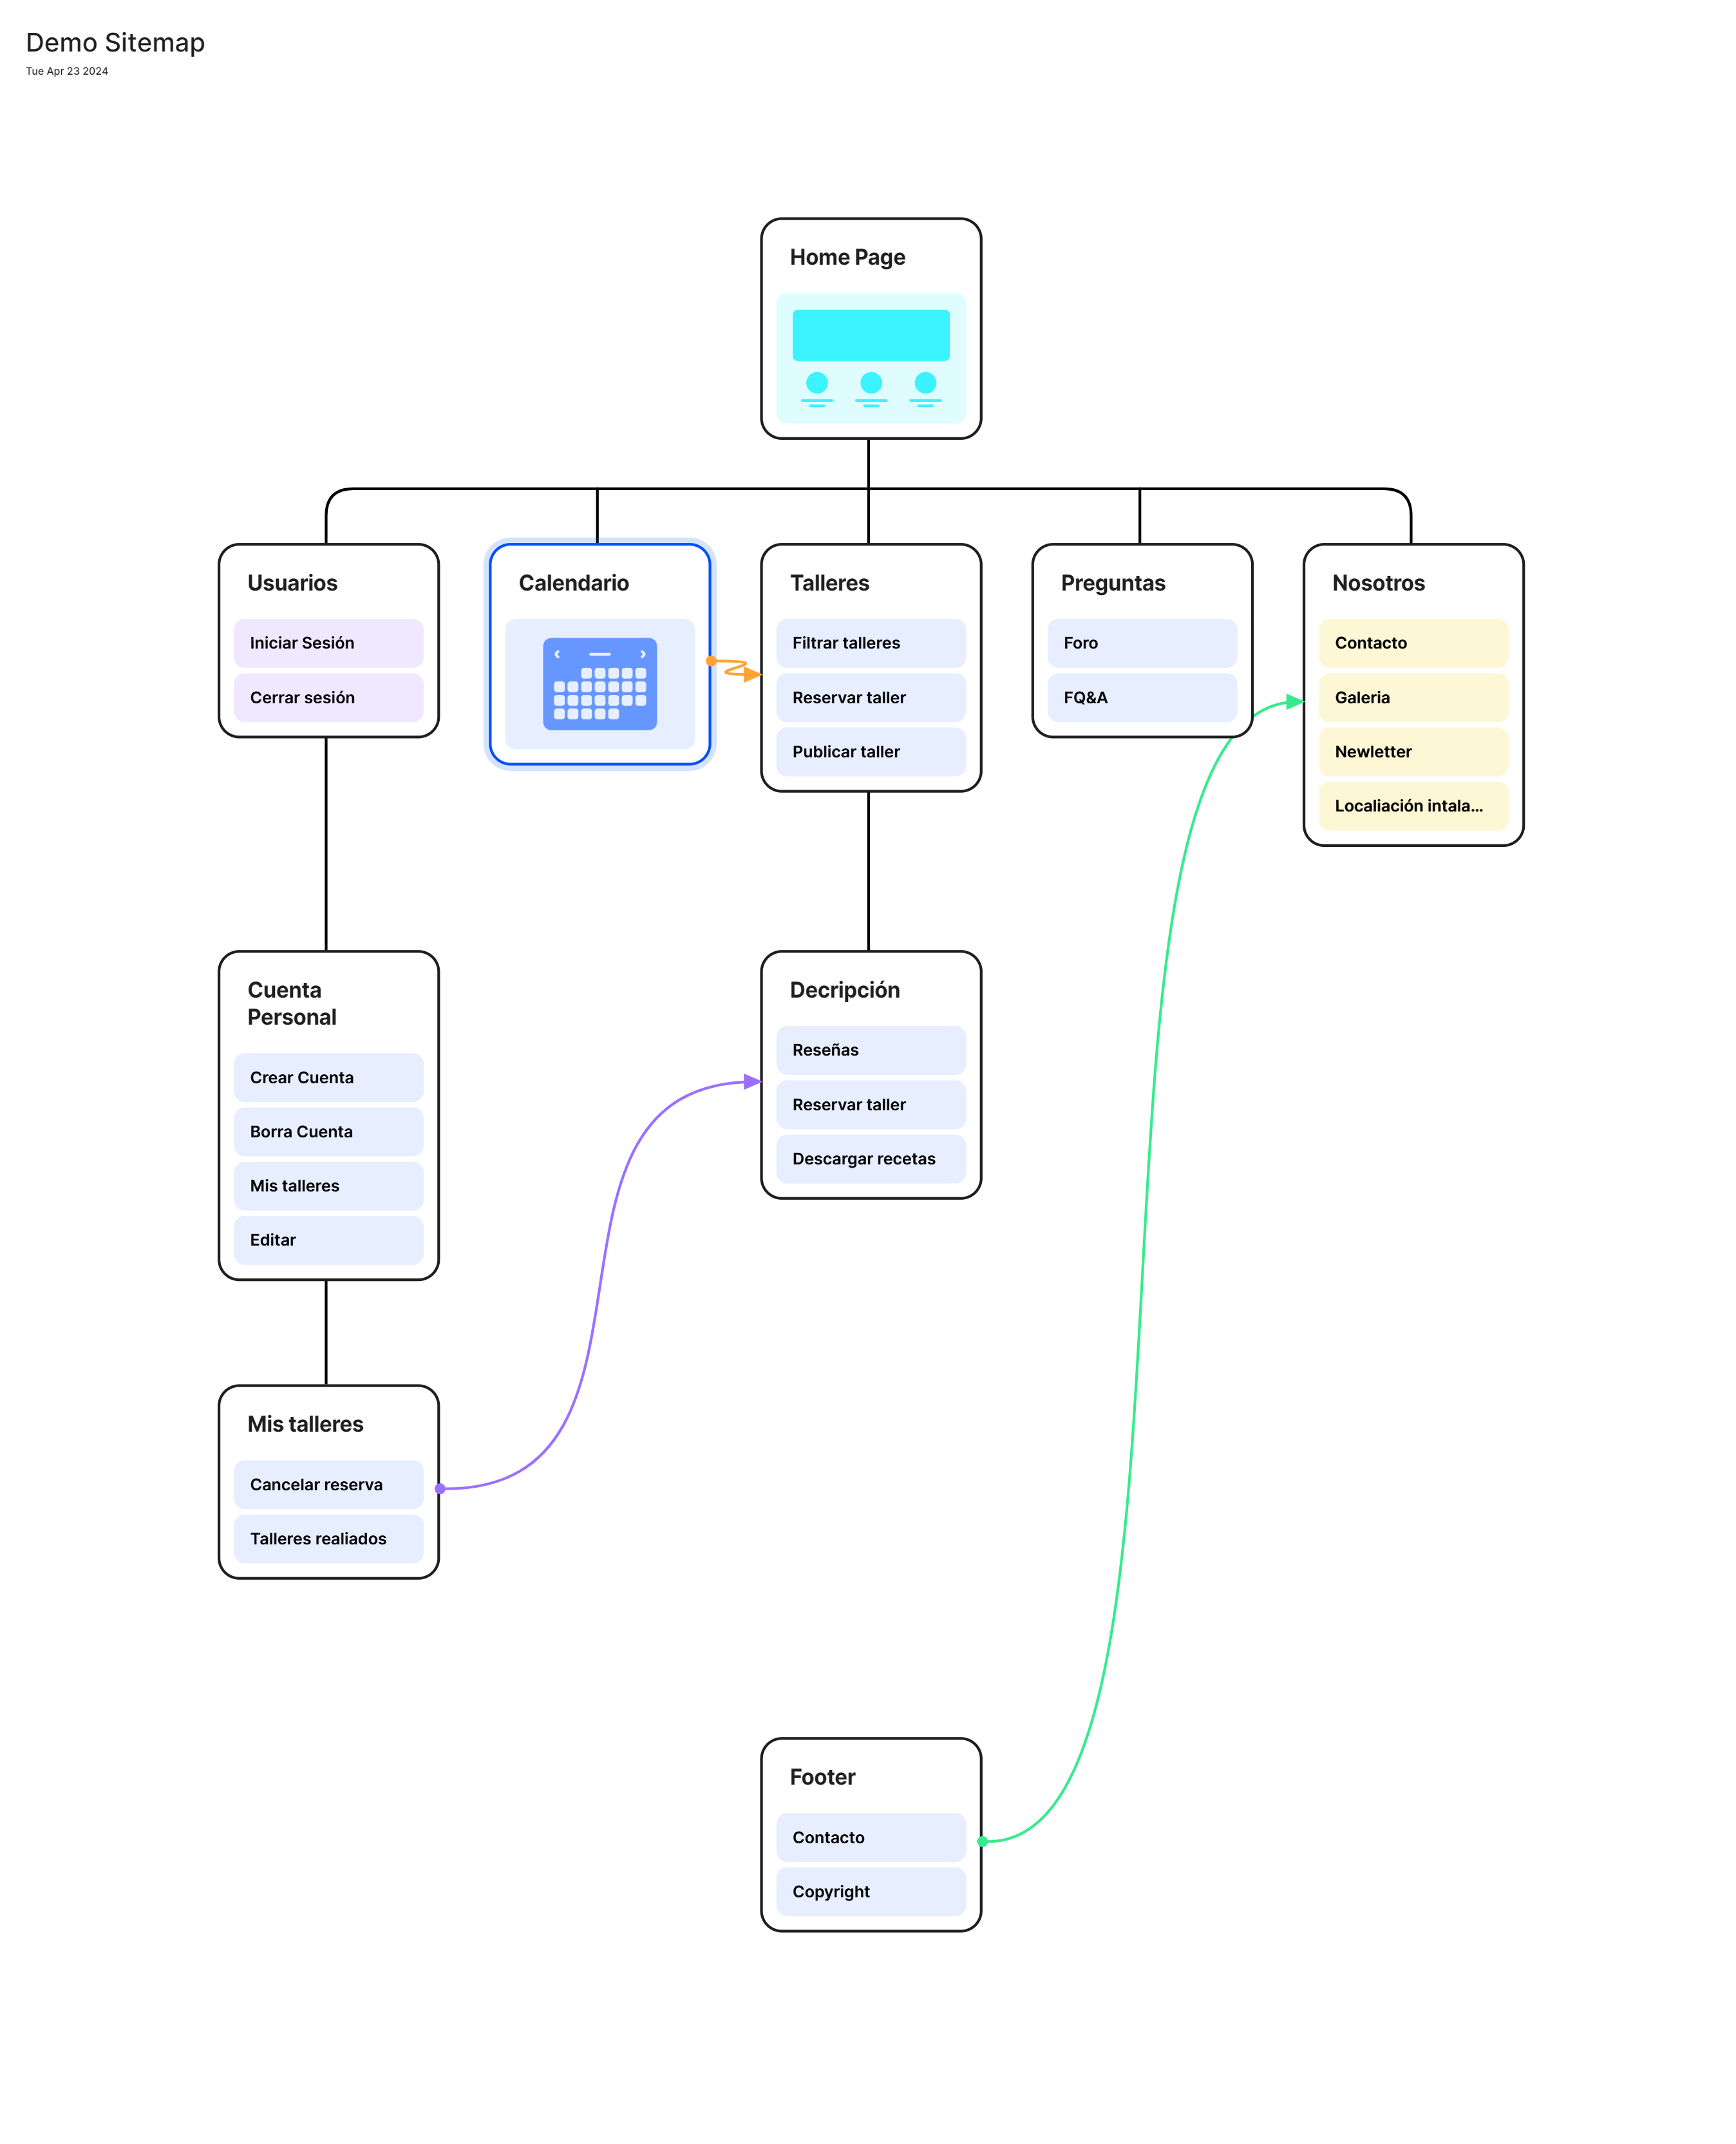 Demo Sitemap
Tue Apr 23 2024
Home Page
Usuarios
Iniciar Sesión
Cerrar sesión
Calendario
Talleres
Filtrar talleres
Reservar taller
Publicar taller
Preguntas
Foro
FQ&A
Nosotros
Contacto
Galeria
Newletter
Localiación intala...
Cuenta
Personal
Crear Cuenta
Borra Cuenta
Mis talleres
Editar
Decripción
Reseñas
Reservar taller
Descargar recetas
Mis talleres
Cancelar reserva
Talleres realiados
Footer
Contacto
Copyright